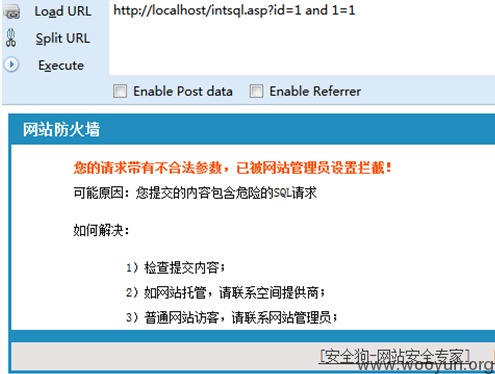 Load URL
http://localhost/intsql.asp?id=1 and 1=1
Split URL
Execute
Enable Post data Enable Referrer
网站防火墙
您的请求带有不合法参数，已被网站管理员设置拦截！
可能原因：您提交的内容包含危险的SQL请求
如何解决：
1）检查提交内容；
2）如网站托管，请联系空间提供商；
3）普通网站访客，请联系网站管理员；
[安全狗-网站安全专家]
www.wooyun.org